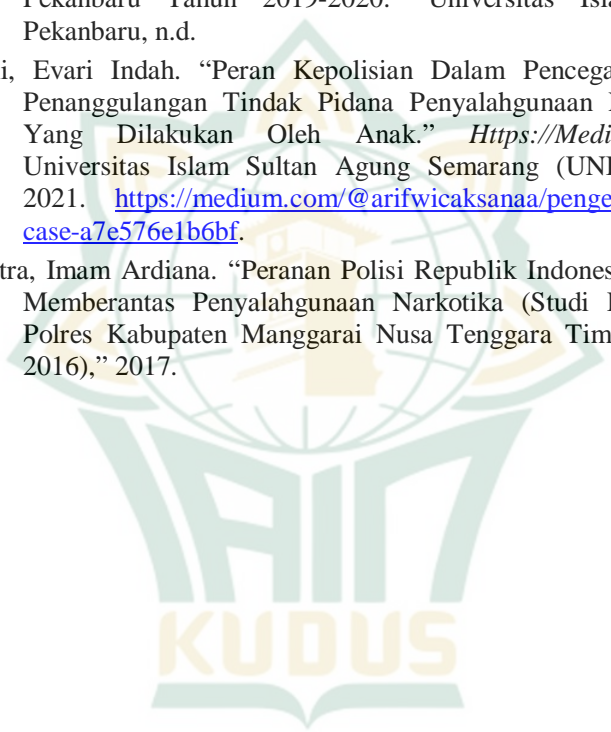 Pekanbaru Tahun 2019-2020. Universitas Isla
Pekanbaru, n.d.
i, Evari Indah. “Peran Kepolisian Dalam Pencega
Penanggulangan Tindak Pidana Penyalahgunaan
Yang Dilakukan Oleh Anak.” Https://Medi
Universitas Islam Sultan Agung Semarang (UNI
2021. https://medium.com/@arifwicaksanaa/penge
case-a7e576e1b6bf.
tra, Imam Ardiana. “Peranan Polisi Republik Indones
Memberantas Penyalahgunaan Narkotika (Studi
Polres Kabupaten Manggarai Nusa Tenggara Tim
2016),” 2017.
IAIN
KUDUS